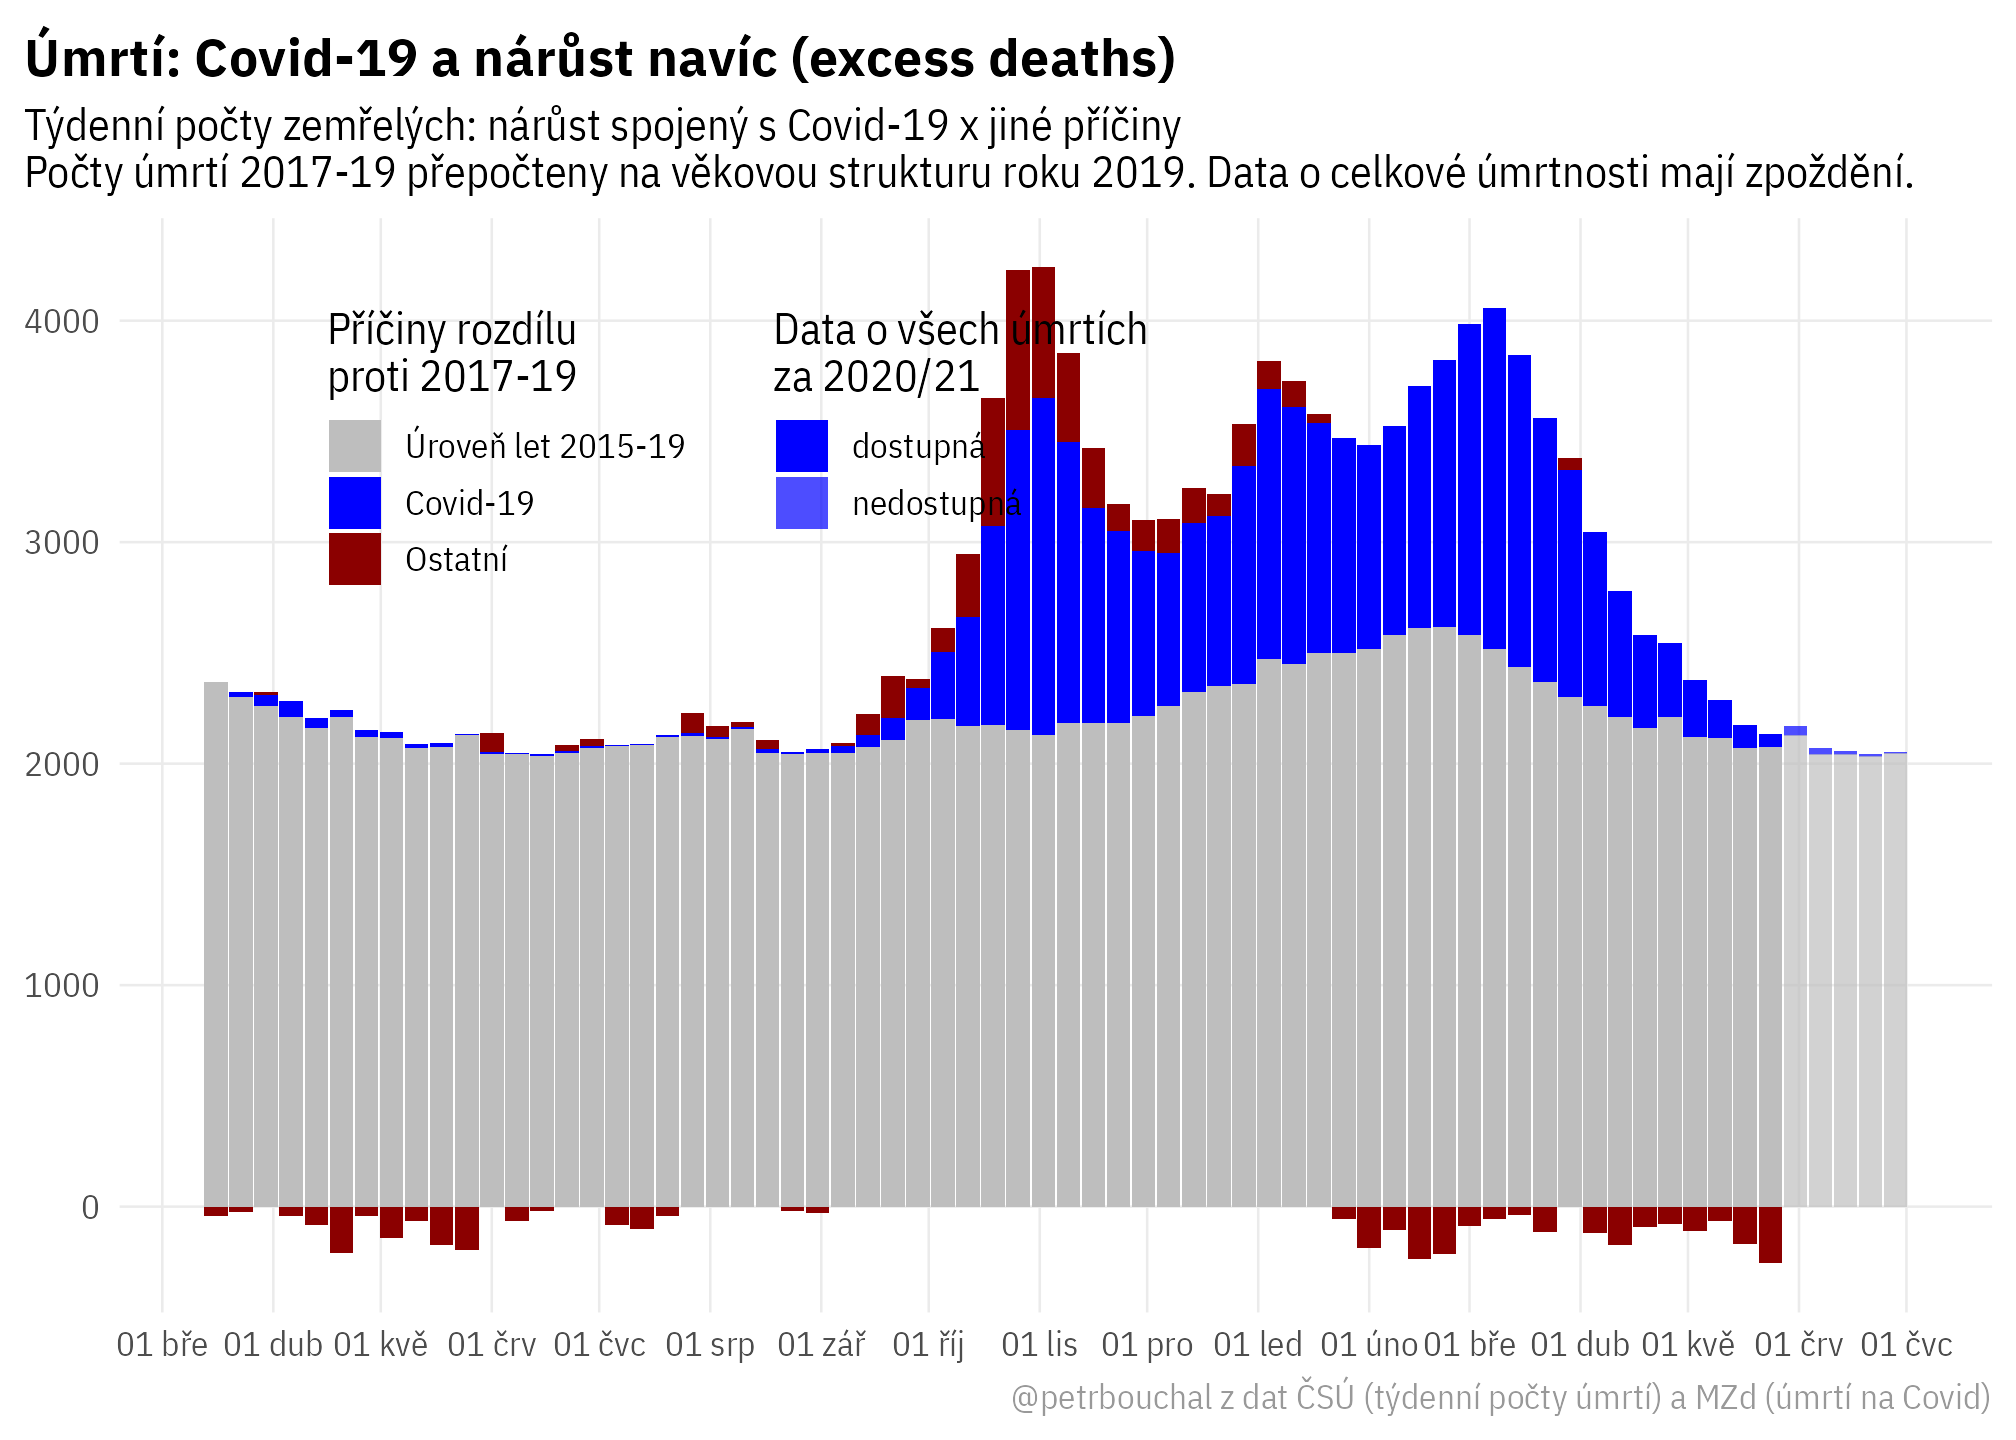 Úmrtí: Covid-19 a nárůst navíc (excess deaths)
Týdenní počty zemřelých: nárůst spojený s Covid-19 x jiné příčiny
Počty úmrtí 2017-19 přepočteny na věkovou strukturu roku 2019. Data o celkové úmrtnosti mají zpoždění.
Příčiny rozdílu
proti 2017-19
Úroveň let 2015-19
Covid-19
Ostatní
Data o všech úmrtích
za 2020/21
dostupná
nedostupná
4000
3000
2000
1000
0
01 bře 01 dub 01 kvě 01 črv 01 čvc 01 srp 01 zář 01 říj 01 lis 01 pro 01 led 01 úno 01 bře 01 dub 01 kvě 01 črv 01 čvc
@petrbouchal z dat ČSÚ (týdenní počty úmrtí) a MZd (úmrtí na Covid)